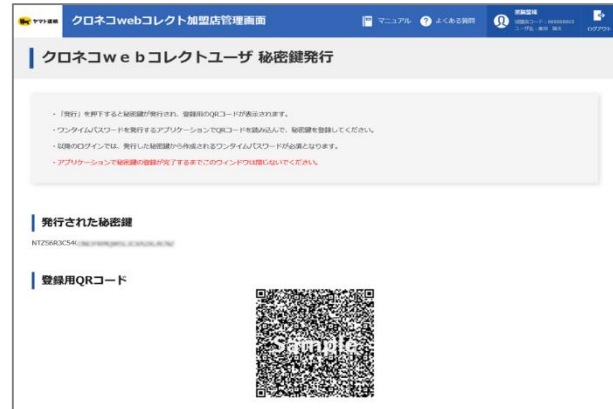 ヤマト運輸
クロネコwebコレクト加盟店管理画面
マニュアル
よくある質問
ログアウト
クロネコｗｅｂコレクトユーザ 秘密鍵発行
・「発行」を押下すると秘密鍵が発行され、登録用のQRコードが表示されます。
・ワンタイムパスワードを発行するアプリケーションでQRコードを読み込んで、秘密鍵を登録してください。
・以降のログインでは、発行した秘密鍵から作成されるワンタイムパスワードが必須となります。
・アプリケーションで秘密鍵の登録が完了するまでこのウィンドウは閉じないでください。
発行された秘密鍵
登録用QRコード
Sample